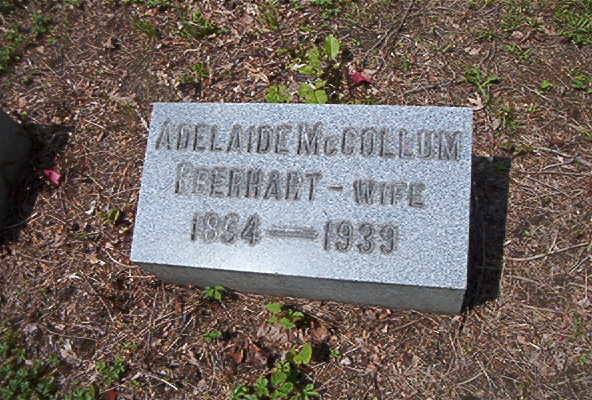 ADELAIDE McCOLLUM
EBERHART - WIFE
1864 — 1939